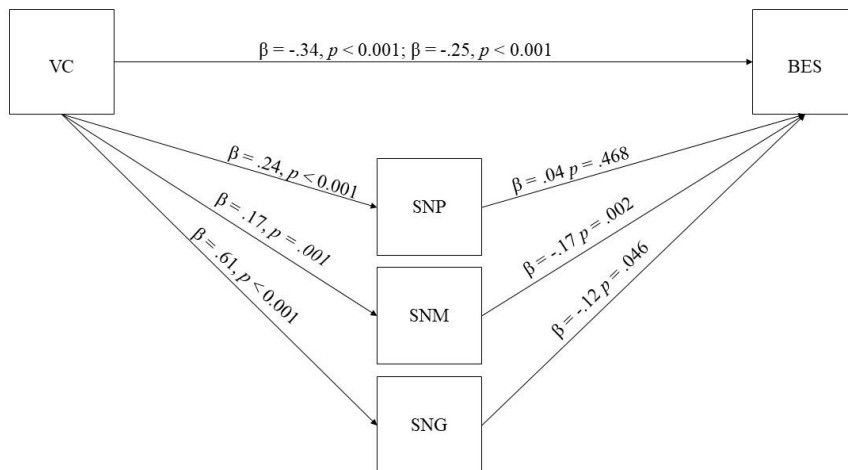 β = -.34, p < 0.001; β = -.25, p < 0.001
VC
BES
β = .24, p < 0.001
β = .04 p = .468
SNP
β = .17, p = .001
β = -.17 p = .002
β = .61, p < 0.001
SNM
β = -.12 p = .046
SNG